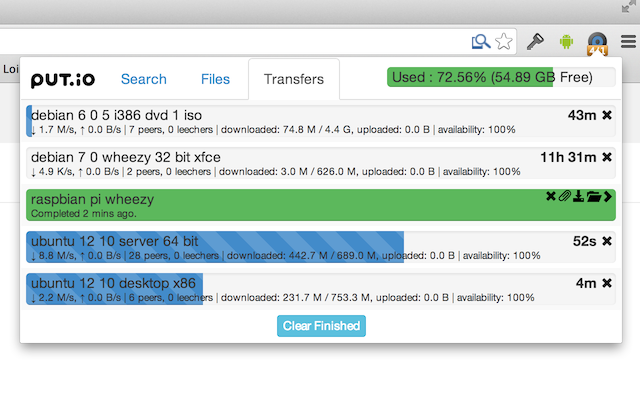 Loi
put.io Search Files Transfers Used : 72.56% (54.89 GB Free)
debian 6 0 5 i386 dvd 1 iso 43m ✖
↓ 1.7 M/s, ↑ 0.0 B/s | 7 peers, 0 leechers | downloaded: 74.8 M / 4.4 G, uploaded: 0.0 B | availability: 100%
debian 7 0 wheezy 32 bit xfce 11h 31m ✖
↓ 4.9 K/s, ↑ 0.0 B/s | 2 peers, 0 leechers | downloaded: 3.0 M / 626.0 M, uploaded: 0.0 B | availability: 100%
raspbian pi wheezy
Completed 2 mins ago.
ubuntu 12 10 server 64 bit 52s ✖
↓ 8.8 M/s, ↑ 0.0 B/s | 28 peers, 0 leechers | downloaded: 442.7 M / 689.0 M, uploaded: 0.0 B | availability: 100%
ubuntu 12 10 desktop x86 4m ✖
↓ 2.2 M/s, ↑ 0.0 B/s | 6 peers, 0 leechers | downloaded: 231.7 M / 753.3 M, uploaded: 0.0 B | availability: 100%
Clear Finished